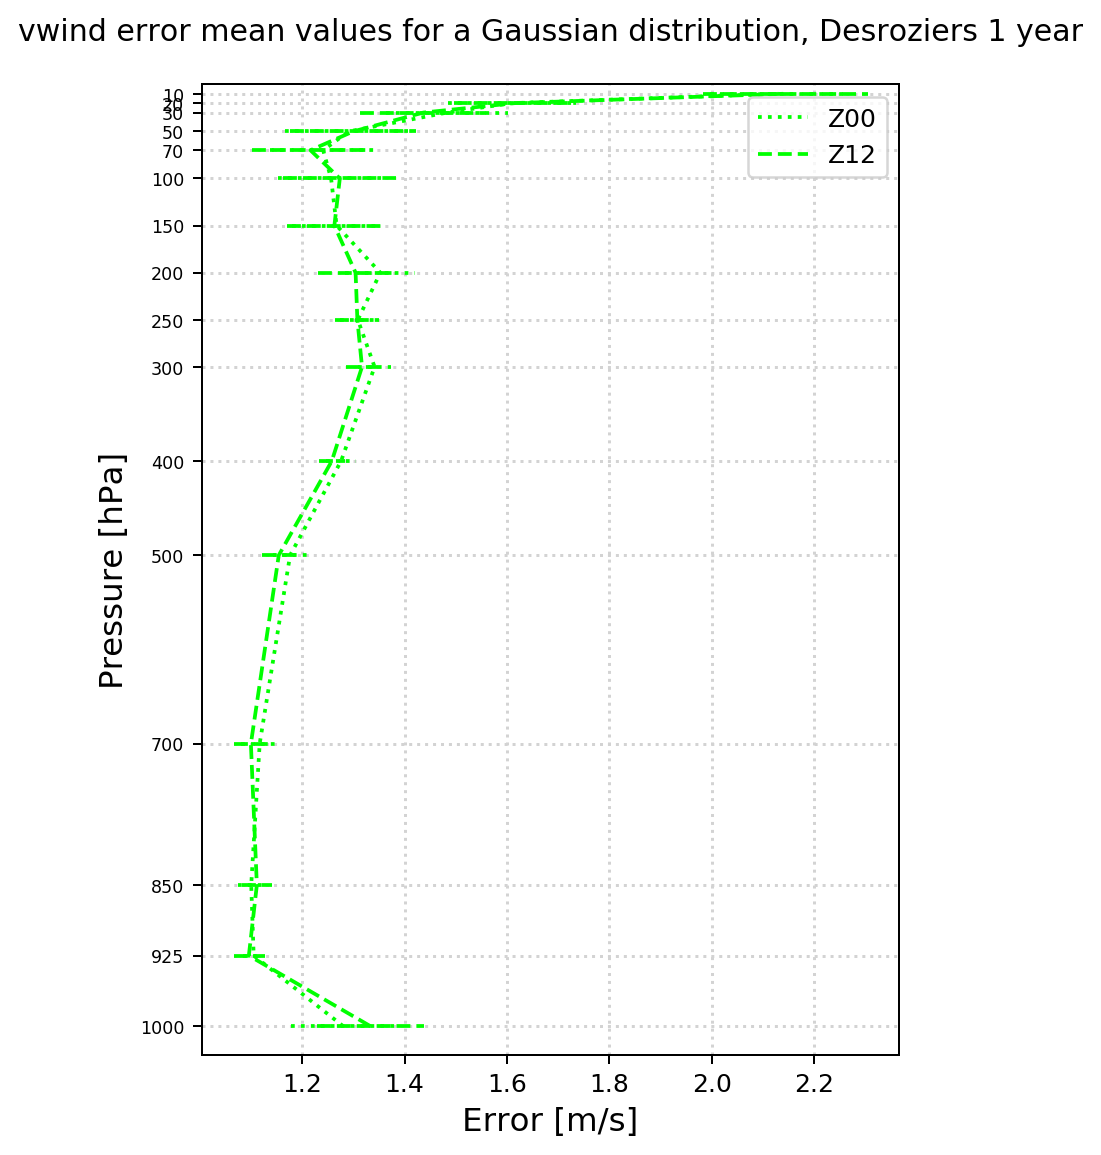 vwind error mean values for a Gaussian distribution, Desroziers 1 year
10
20
30
50
70
100
150
200
250
300
400
500
700
850
925
1000
Pressure [hPa]
Z00
Z12
1.2 1.4 1.6 1.8 2.0 2.2
Error [m/s]